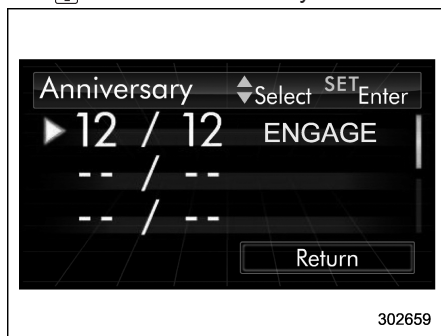 Anniversary Select SET Enter
12 / 12 ENGAGE
-- / --
-- / --
Return
302659